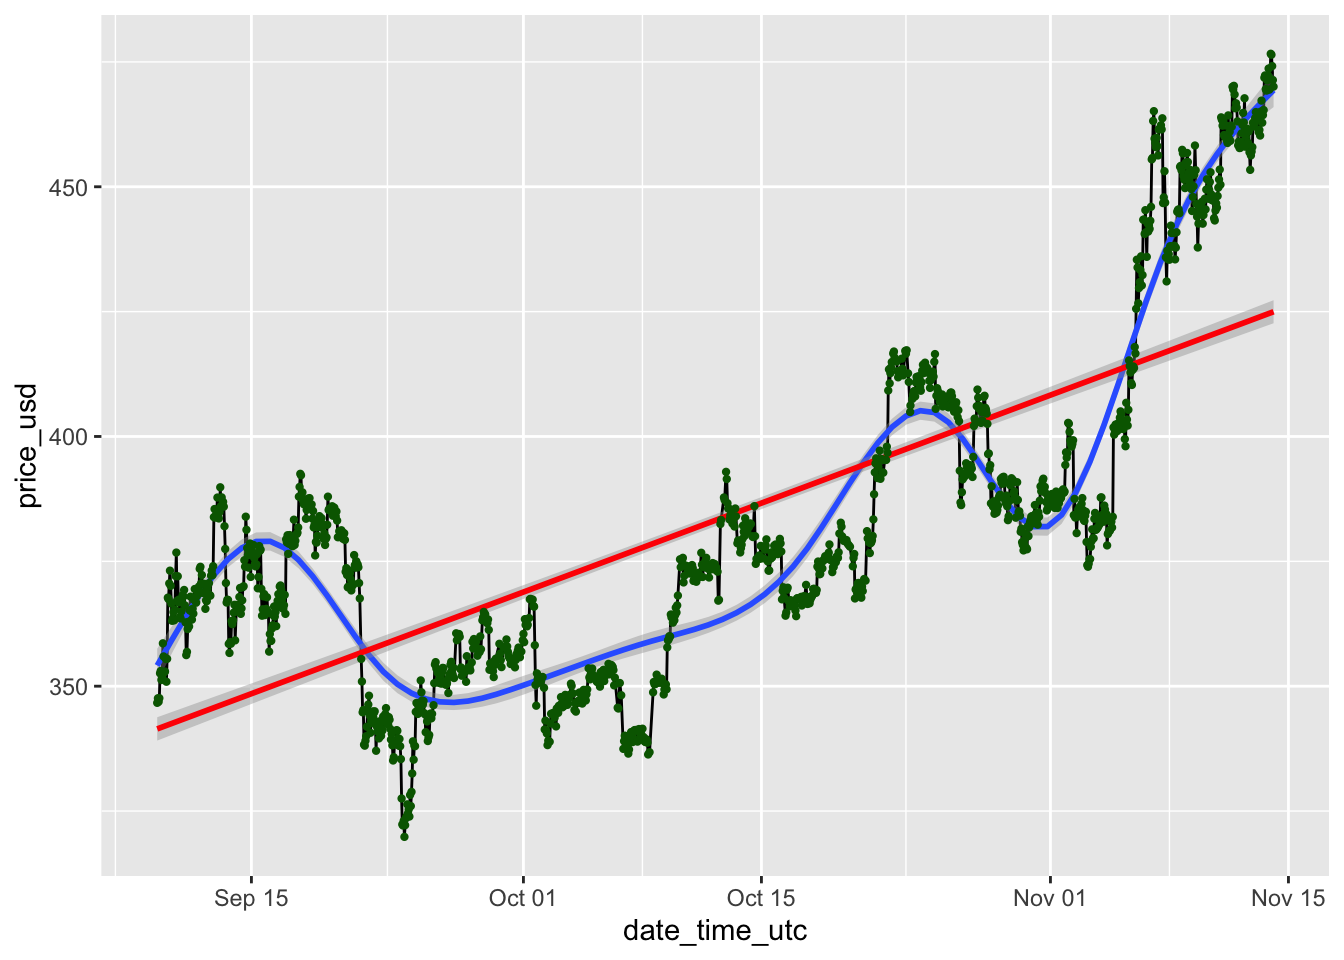 price_usd
450
400
350
Sep 15
Oct 01
Oct 15
Nov 01
Nov 15
date_time_utc